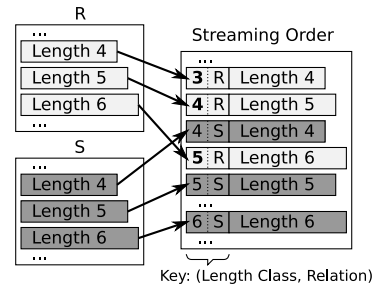 R
...
Length 4
Length 5
Length 6
...
S
...
Length 4
Length 5
Length 6
...
Streaming Order
...
3 R Length 4
4 R Length 5
4 S Length 4
5 R Length 6
5 S Length 5
...
6 S Length 6
...
Key: (Length Class, Relation)